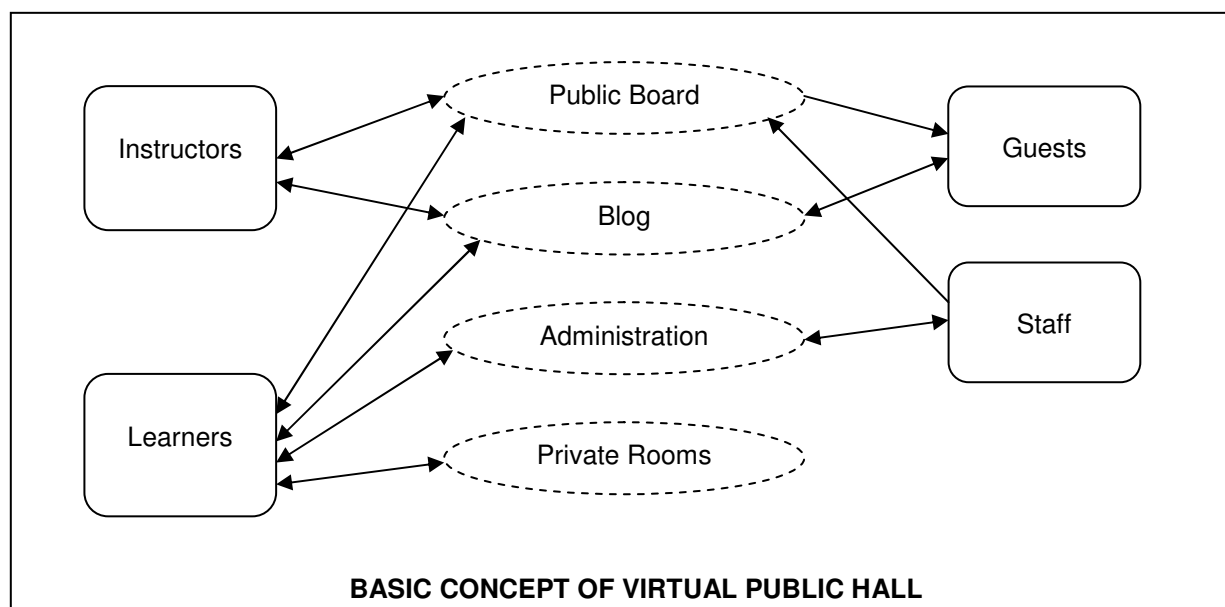 Public Board
Instructors
Guests
Blog
Administration
Staff
Learners
Private Rooms
BASIC CONCEPT OF VIRTUAL PUBLIC HALL